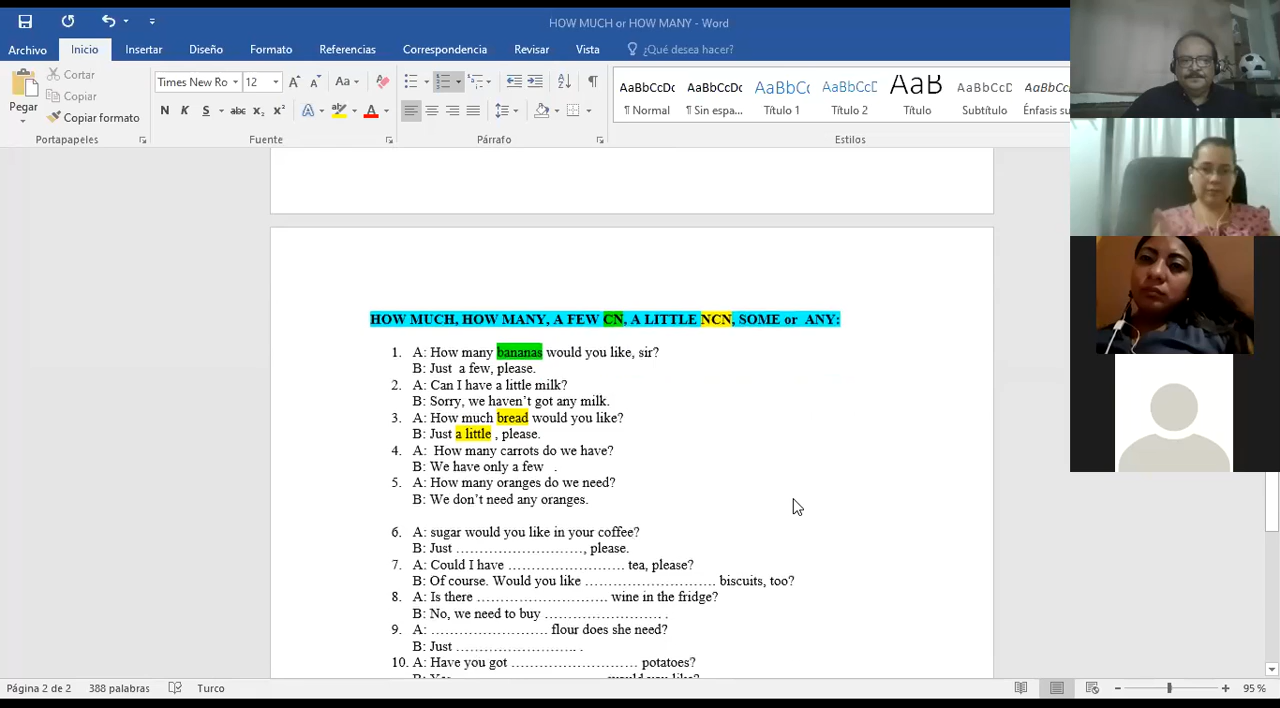 HOW MUCH or HOW MANY - Word
Archivo Inicio Insertar Diseño Formato Referencias Correspondencia Revisar Vista ¿Qué desea hacer?
Pegar
Cortar
Copiar
Copiar formato
Portapapeles
Times New Ro 12
Aa
N K S abc x₂ x²
A A
Fuente
Párrafo
AaBbCcDc AaBbCcDc AaBbCc AaBbCcD AaB AaBbCcD AaBbCcD
¶ Normal ¶ Sin espa... Título 1 Título 2 Título Subtítulo Énfasis su
Estilos
HOW MUCH, HOW MANY, A FEW CN, A LITTLE NCN, SOME or ANY:
1. A: How many bananas would you like, sir?
B: Just a few, please.
2. A: Can I have a little milk?
B: Sorry, we haven't got any milk.
3. A: How much bread would you like?
B: Just a little , please.
4. A: How many carrots do we have?
B: We have only a few .
5. A: How many oranges do we need?
B: We don't need any oranges.
6. A: sugar would you like in your coffee?
B: Just ……………………, please.
7. A: Could I have …………………. tea, please?
B: Of course. Would you like ……………………. biscuits, too?
8. A: Is there ……………………. wine in the fridge?
B: No, we need to buy …………………. .
9. A: …………………. flour does she need?
B: Just ………………….. .
10. A: Have you got …………………… potatoes?
Página 2 de 2 388 palabras Turco 95 %